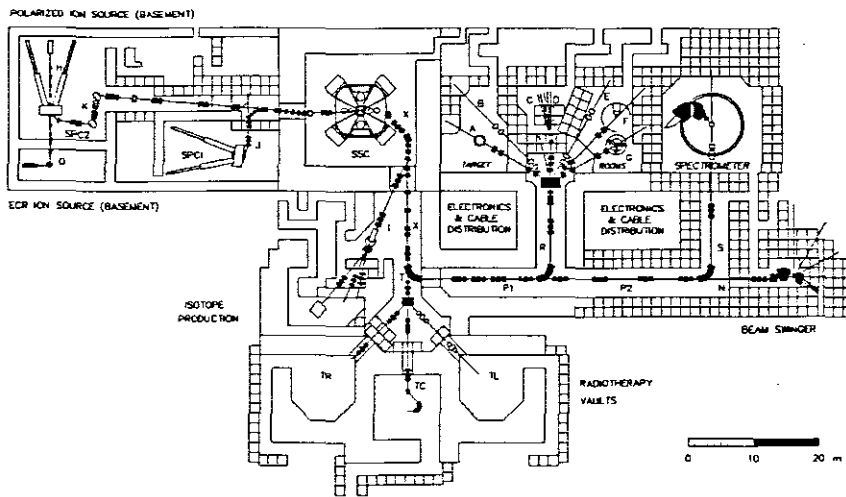 POLARIZED ION SOURCE (BASEMENT)
H
K
SPC2
O
SPC1
J
SSC
X
B
A
C
D
E
F
G
TARGET
ROOMS
SPECTROMETER
ECR ION SOURCE (BASEMENT)
I
X
ELECTRONICS
& CABLE
DISTRIBUTION
ELECTRONICS
& CABLE
DISTRIBUTION
R
S
T
P1
P2
N
ISOTOPE
PRODUCTION
BEAM SWINGER
TR
TC
TL
RADIOTHERAPY
VAULTS
0 10 20 m